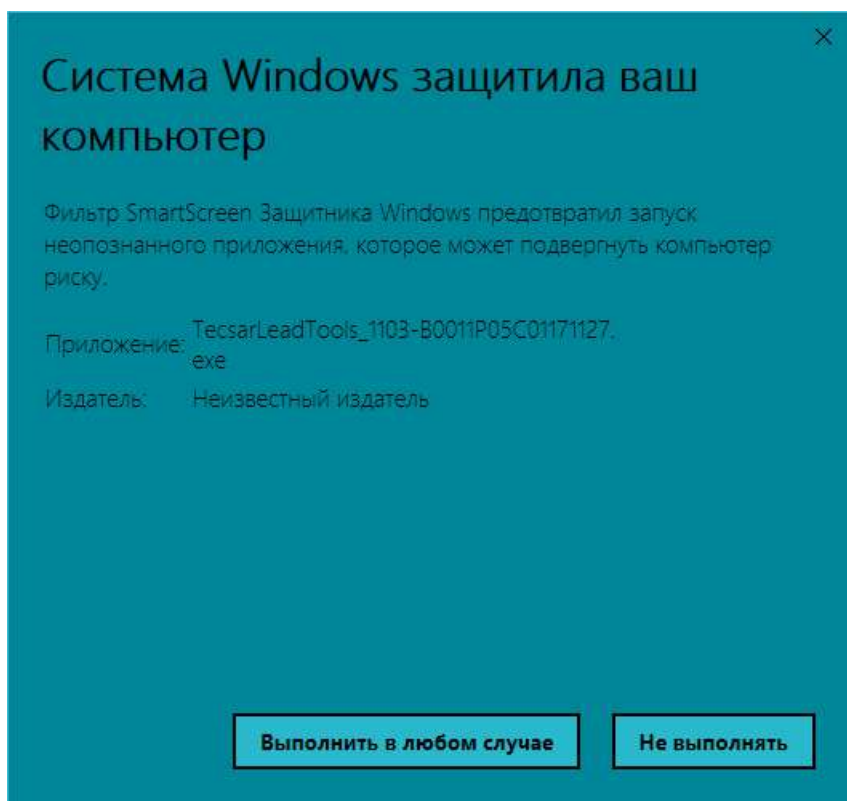 Система Windows защитила ваш
компьютер
Фильтр SmartScreen Защитника Windows предотвратил запуск
неопознанного приложения, которое может подвергнуть компьютер
риску.
Приложение: TecsarLeadTools_1103-B0011P05C01171127.
exe
Издатель: Неизвестный издатель
Выполнить в любом случае Не выполнять